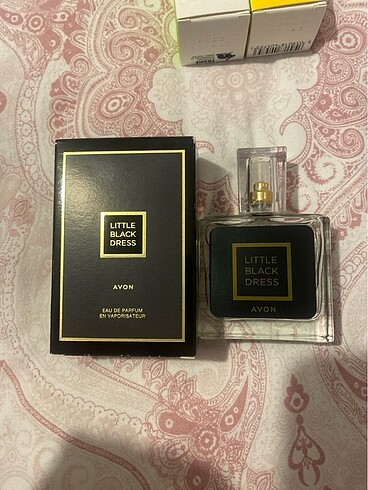 LITTLE
BLACK
DRESS
AVON
EAU DE PARFUM
EN VAPORISATEUR
LITTLE
BLACK
DRESS
AVON